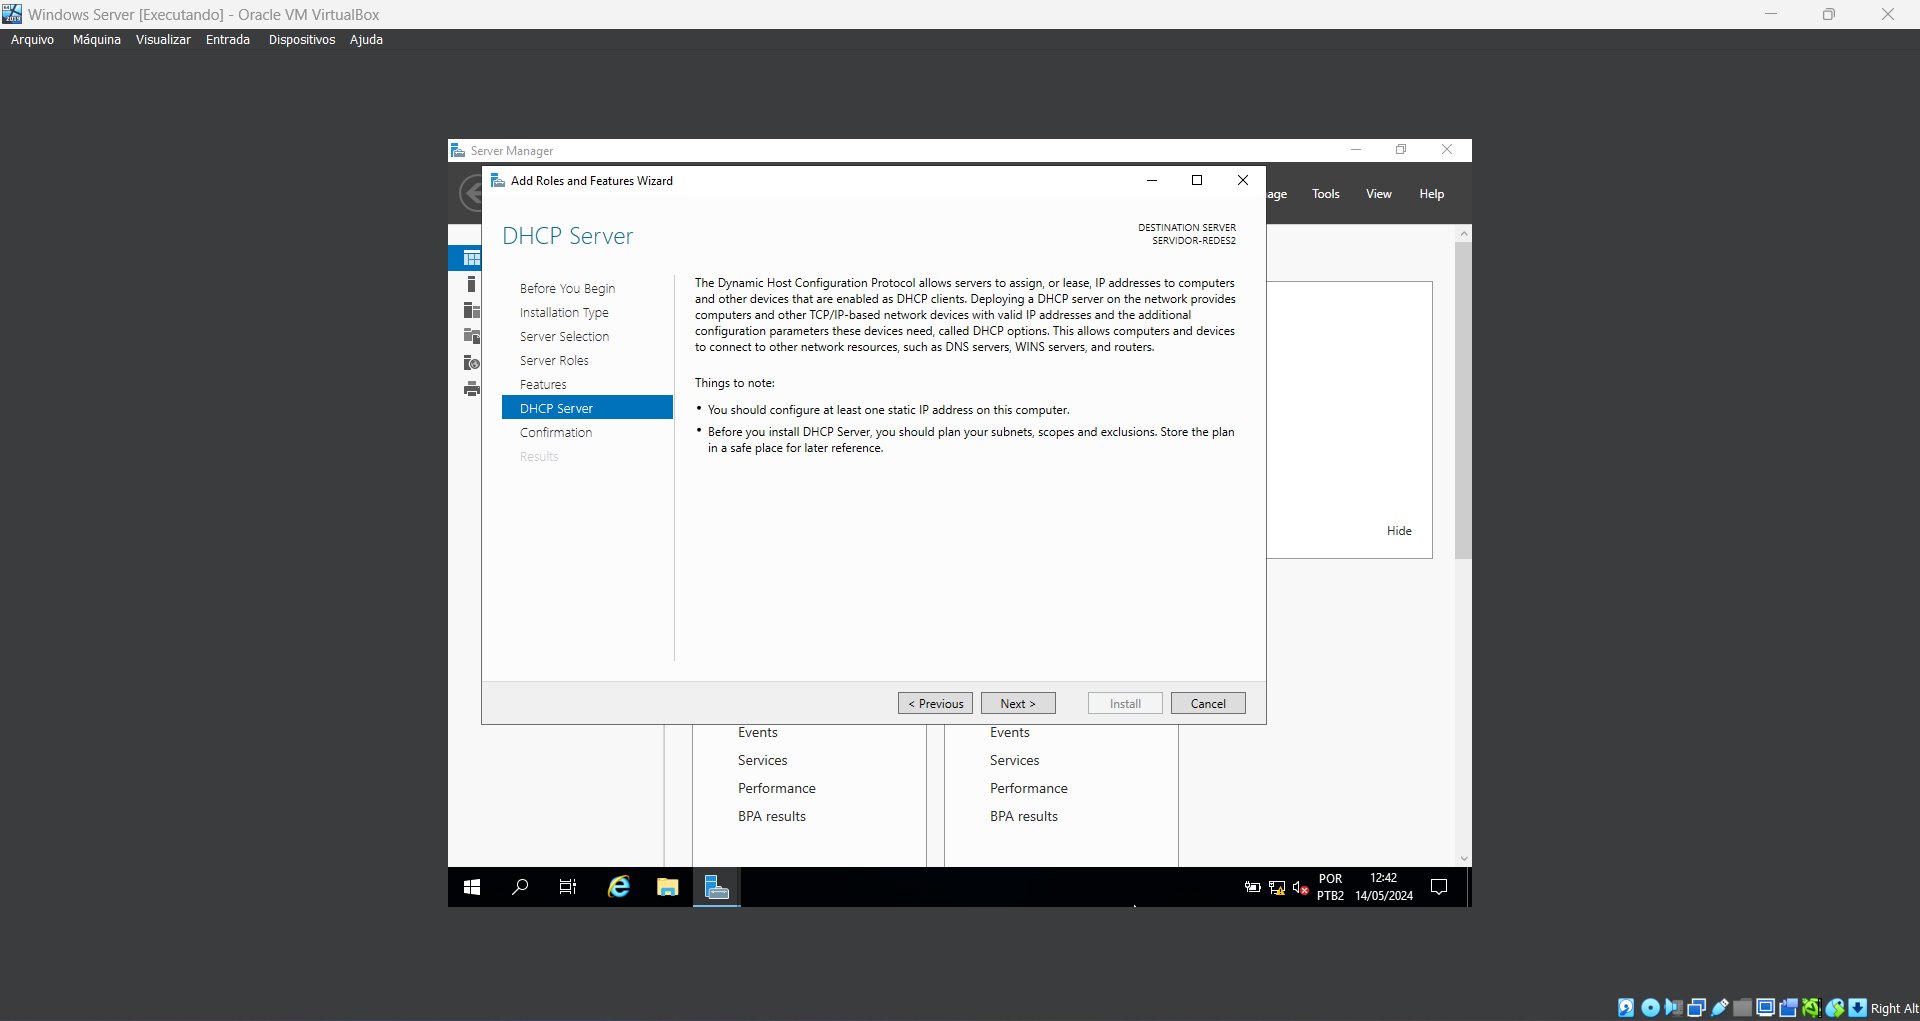 Windows Server [Executando] - Oracle VM VirtualBox
Arquivo Máquina Visualizar Entrada Dispositivos Ajuda
Server Manager
Add Roles and Features Wizard
age Tools View Help
DHCP Server
DESTINATION SERVER
SERVIDOR-REDES2
Before You Begin
Installation Type
Server Selection
Server Roles
Features
DHCP Server
Confirmation
Results
The Dynamic Host Configuration Protocol allows servers to assign, or lease, IP addresses to computers
and other devices that are enabled as DHCP clients. Deploying a DHCP server on the network provides
computers and other TCP/IP-based network devices with valid IP addresses and the additional
configuration parameters these devices need, called DHCP options. This allows computers and devices
to connect to other network resources, such as DNS servers, WINS servers, and routers.
Things to note:
• You should configure at least one static IP address on this computer.
• Before you install DHCP Server, you should plan your subnets, scopes and exclusions. Store the plan
in a safe place for later reference.
Hide
< Previous Next > Install Cancel
Events Events
Services Services
Performance Performance
BPA results BPA results
POR 12:42
PTB2 14/05/2024
Right Alt